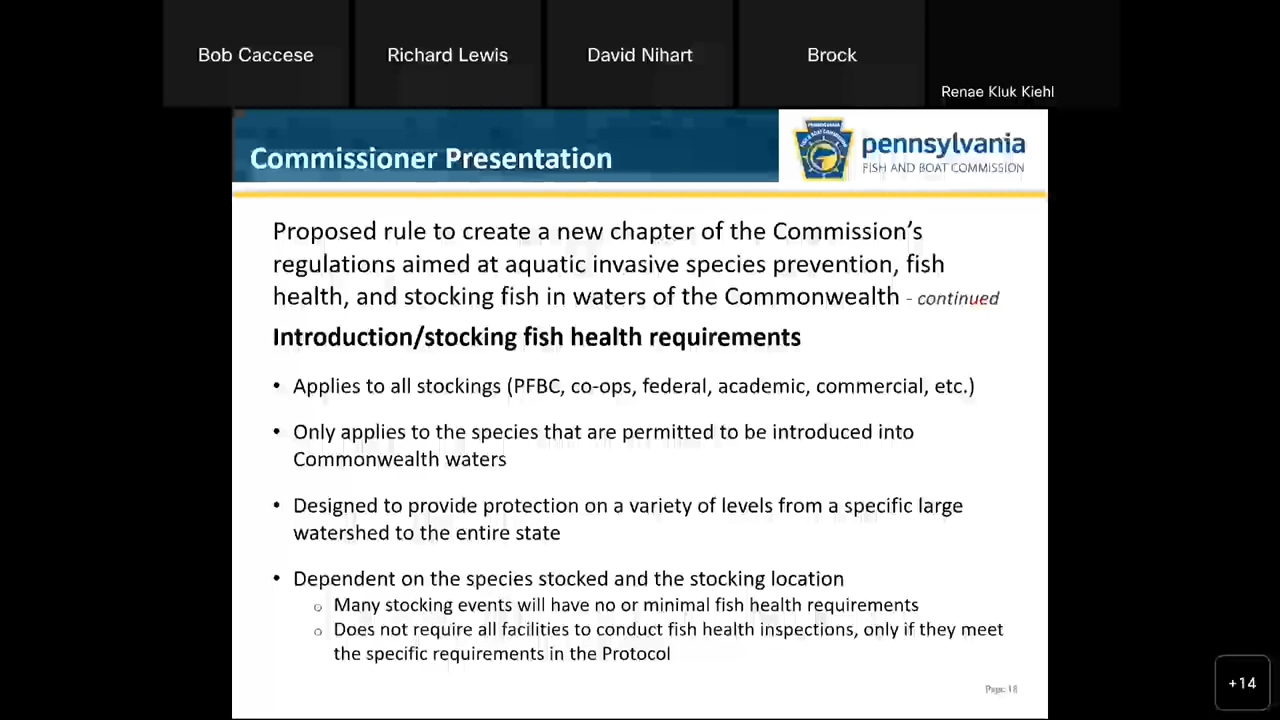 Bob Caccese
Richard Lewis
David Nihart
Brock
Renae Kluk Kiehl
Commissioner Presentation
pennsylvania
FISH AND BOAT COMMISSION
Proposed rule to create a new chapter of the Commission's
regulations aimed at aquatic invasive species prevention, fish
health, and stocking fish in waters of the Commonwealth - continued
Introduction/stocking fish health requirements
• Applies to all stockings (PFBC, co-ops, federal, academic, commercial, etc.)
• Only applies to the species that are permitted to be introduced into
Commonwealth waters
• Designed to provide protection on a variety of levels from a specific large
watershed to the entire state
• Dependent on the species stocked and the stocking location
○ Many stocking events will have no or minimal fish health requirements
○ Does not require all facilities to conduct fish health inspections, only if they meet
the specific requirements in the Protocol
Page: 18
+14